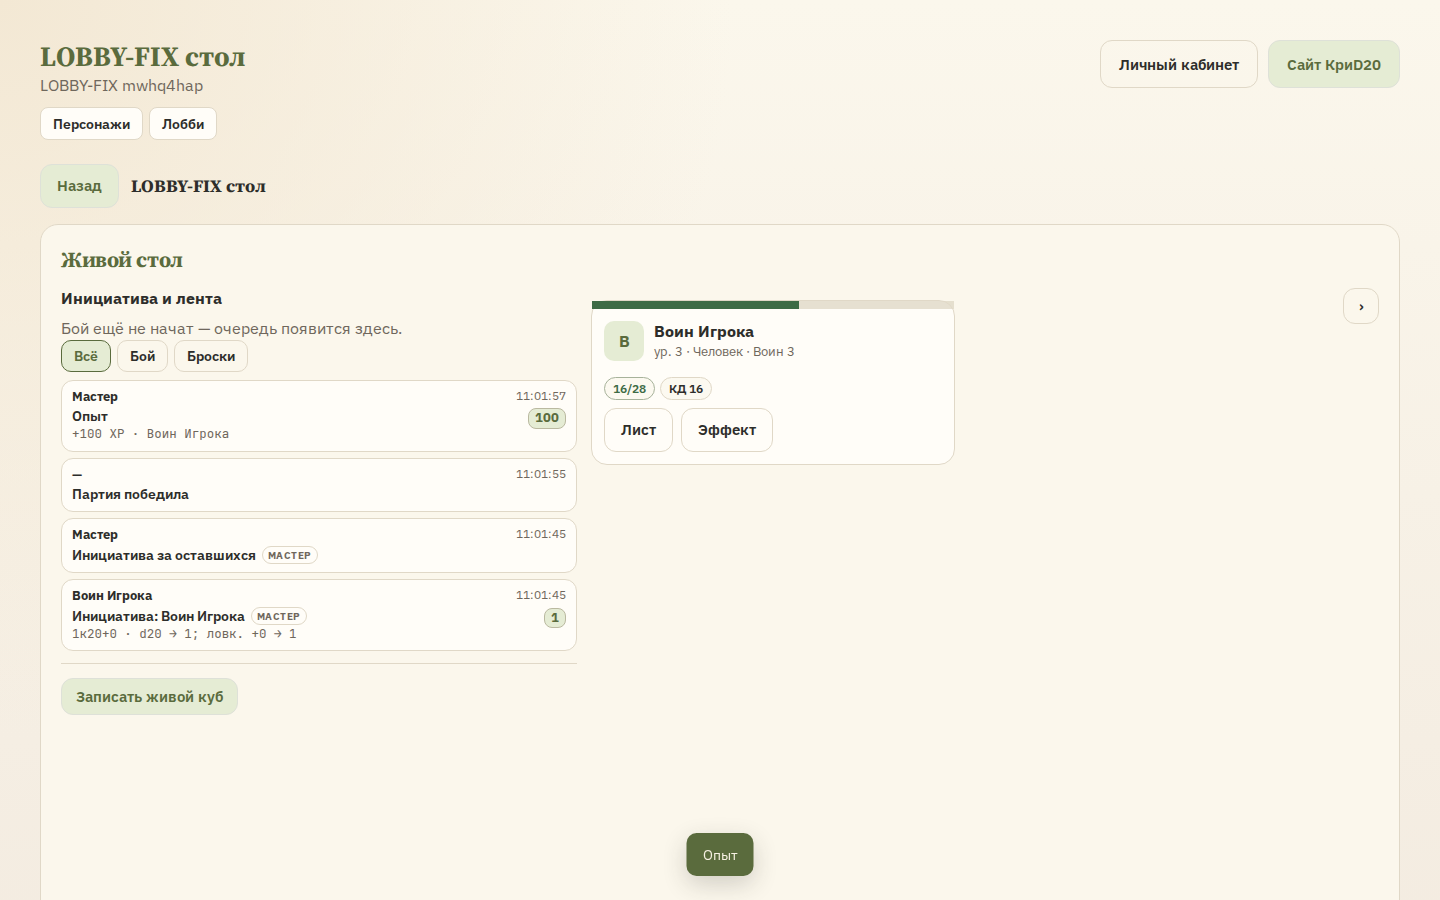 LOBBY-FIX стол
LOBBY-FIX mwhq4hap
Персонажи
Лобби
Личный кабинет
Сайт КриD20
Назад
LOBBY-FIX стол
Живой стол
Инициатива и лента
Бой ещё не начат — очередь появится здесь.
Всё
Бой
Броски
Мастер 11:01:57
Опыт 100
+100 XP · Воин Игрока
— 11:01:55
Партия победила
Мастер 11:01:45
Инициатива за оставшихся МАСТЕР
Воин Игрока 11:01:45
Инициатива: Воин Игрока МАСТЕР 1
1к20+0 · d20 → 1; ловк. +0 → 1
Записать живой куб
В
Воин Игрока
ур. 3 · Человек · Воин 3
16/28
КД 16
Лист
Эффект
›
Опыт